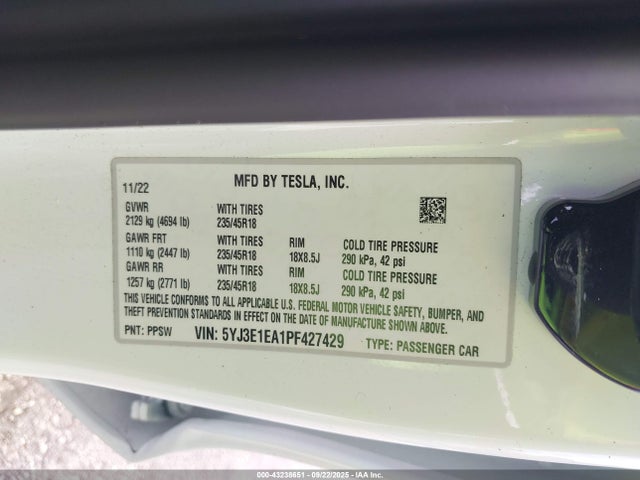 11/22 MFD BY TESLA, INC.
GVWR WITH TIRES
2129 kg (4694 lb) 235/45R18
GAWR FRT WITH TIRES RIM COLD TIRE PRESSURE
1110 kg (2447 lb) 235/45R18 18X8.5J 290 kPa, 42 psi
GAWR RR WITH TIRES RIM COLD TIRE PRESSURE
1257 kg (2771 lb) 235/45R18 18X8.5J 290 kPa, 42 psi
THIS VEHICLE CONFORMS TO ALL APPLICABLE U.S. FEDERAL MOTOR VEHICLE SAFETY, BUMPER, AND
THEFT PREVENTION STANDARDS IN EFFECT ON THE DATE OF MANUFACTURE SHOWN ABOVE.
PNT: PPSW VIN: 5YJ3E1EA1PF427429 TYPE: PASSENGER CAR
000-43238651 - 09/22/2025 - IAA Inc.